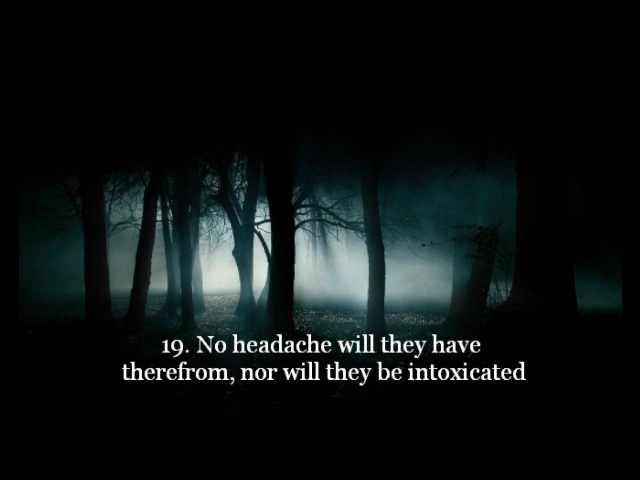 19. No headache will they have
therefrom, nor will they be intoxicated